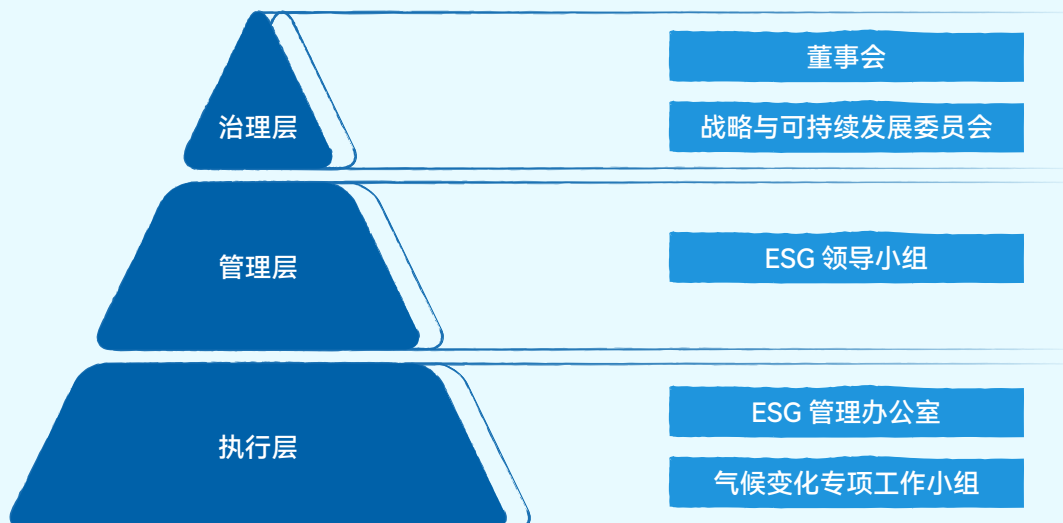 董事会
治理层
战略与可持续发展委员会
管理层
ESG 领导小组
ESG 管理办公室
执行层
气候变化专项工作小组